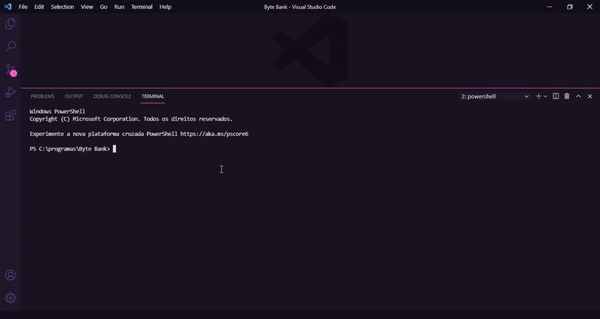 File Edit Selection View Go Run Terminal Help
Byte Bank - Visual Studio Code
PROBLEMS OUTPUT DEBUG CONSOLE TERMINAL
2: powershell
Windows PowerShell
Copyright (C) Microsoft Corporation. Todos os direitos reservados.
Experimente a nova plataforma cruzada PowerShell https://aka.ms/pscore6
PS C:\programas\Byte Bank>